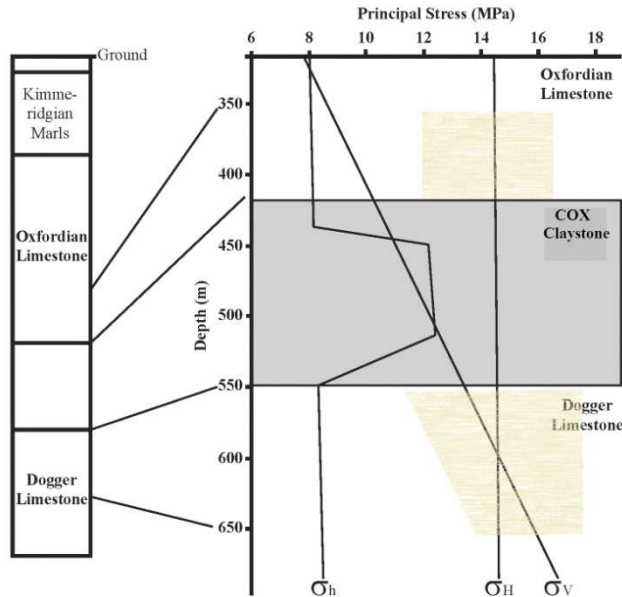 Principal Stress (MPa)
6 8 10 12 14 16 18
Ground
Kimme-
ridgian
Marls
Oxfordian
Limestone
Dogger
Limestone
Depth (m)
350
400
450
500
550
600
650
Oxfordian
Limestone
COX
Claystone
Dogger
Limestone
σh
σH
σV